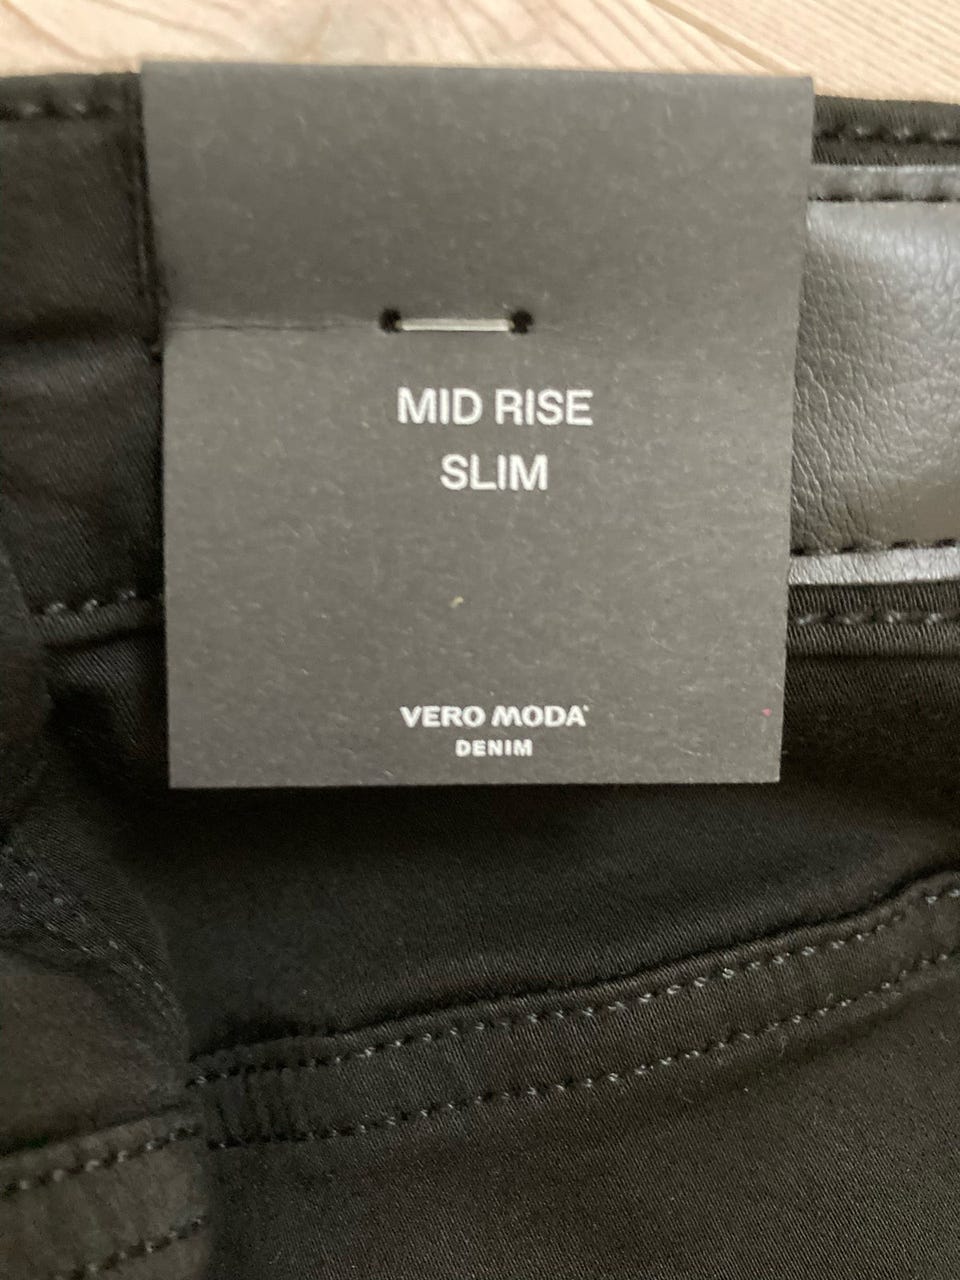 MID RISE
SLIM
VERO MODA
DENIM